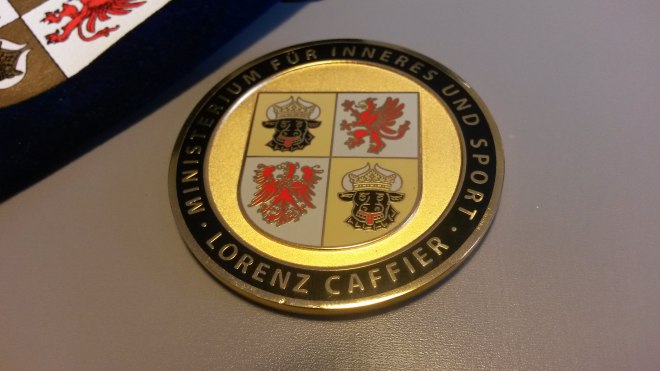 · MINISTERIUM FÜR INNERES UND SPORT ·
LORENZ CAFFIER